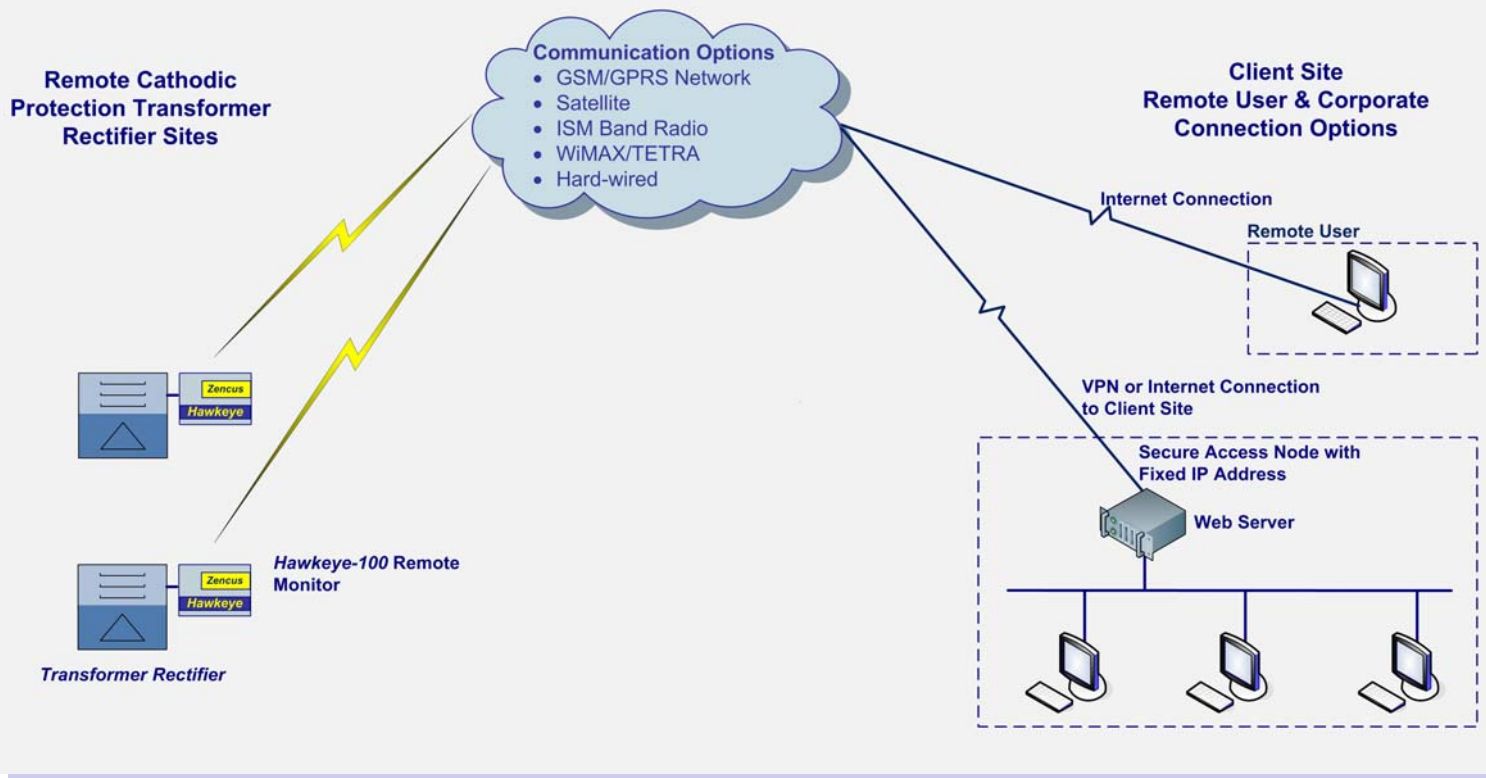 Remote Cathodic
Protection Transformer
Rectifier Sites
Communication Options
• GSM/GPRS Network
• Satellite
• ISM Band Radio
• WiMAX/TETRA
• Hard-wired
Client Site
Remote User & Corporate
Connection Options
Internet Connection
Remote User
Zencus
Hawkeye
VPN or Internet Connection
to Client Site
Secure Access Node with
Fixed IP Address
Web Server
Hawkeye-100 Remote
Monitor
Zencus
Hawkeye
Transformer Rectifier